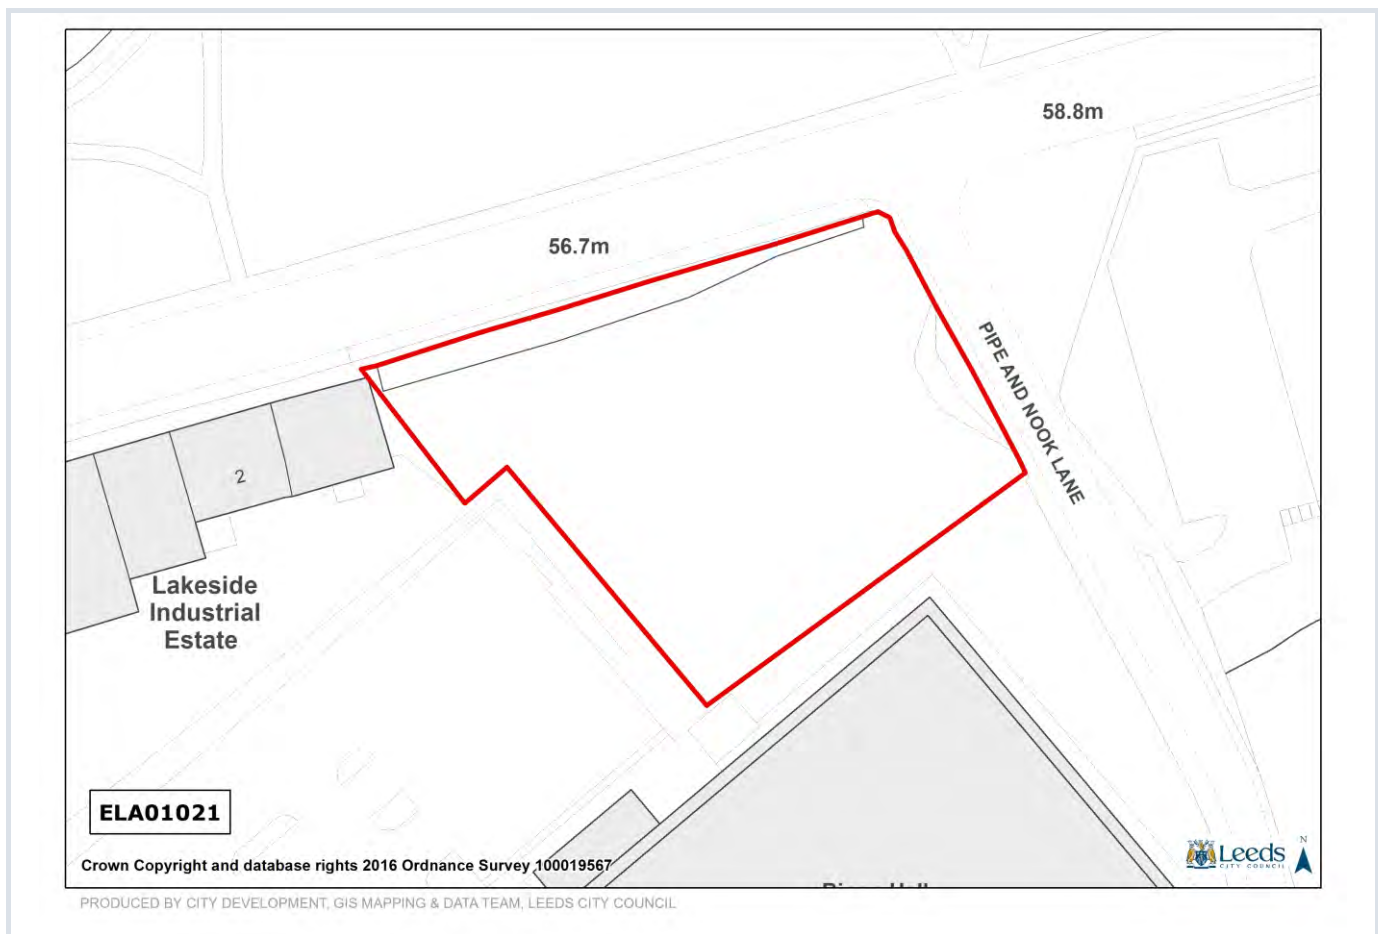 58.8m
56.7m
PIPE AND NOOK LANE
2
Lakeside
Industrial
Estate
ELA01021
Crown Copyright and database rights 2016 Ordnance Survey 100019567
Leeds
CITY COUNCIL
N
PRODUCED BY CITY DEVELOPMENT, GIS MAPPING & DATA TEAM, LEEDS CITY COUNCIL